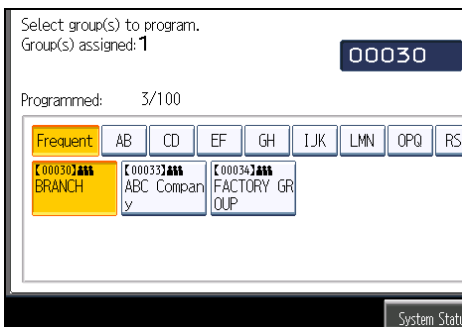 Select group(s) to program.
Group(s) assigned: 1
00030
Programmed: 3/100
Frequent AB CD EF GH IJK LMN OPQ RS
【00030】 【00033】 【00034】
BRANCH ABC Compan FACTORY GR
y OUP
System Statu